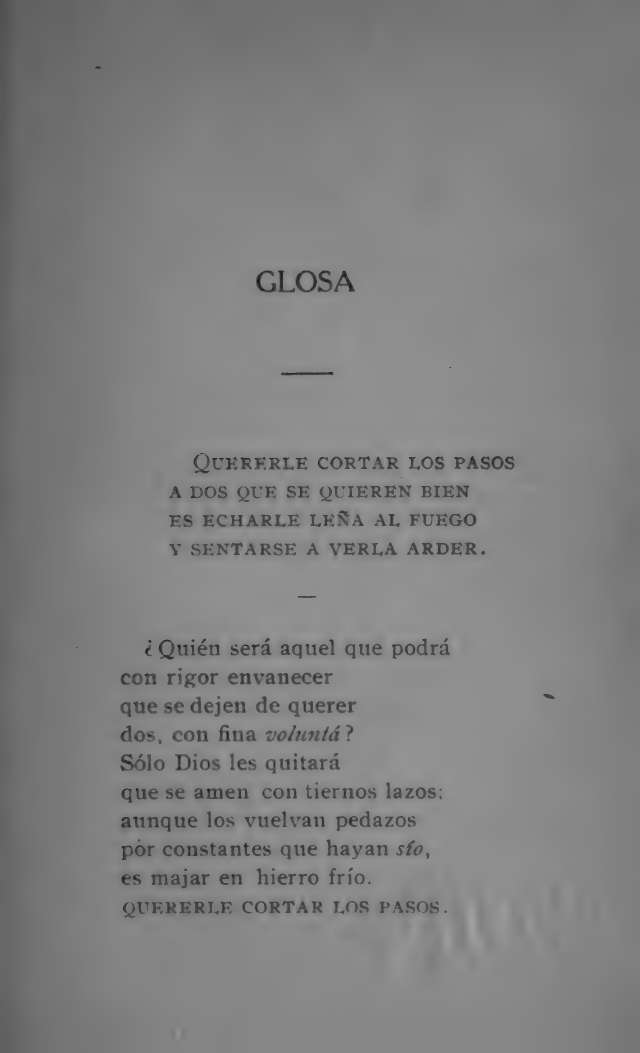 GLOSA
QUERERLE CORTAR LOS PASOS
A DOS QUE SE QUIEREN BIEN
ES ECHARLE LEÑA AL FUEGO
Y SENTARSE A VERLA ARDER.
¿Quién será aquel que podrá
con rigor envanecer
que se dejen de querer
dos, con fina voluntá?
Sólo Dios les quitará
que se amen con tiernos lazos;
aunque los vuelvan pedazos
pòr constantes que hayan sío,
es majar en hierro frío.
QUERERLE CORTAR LOS PASOS.